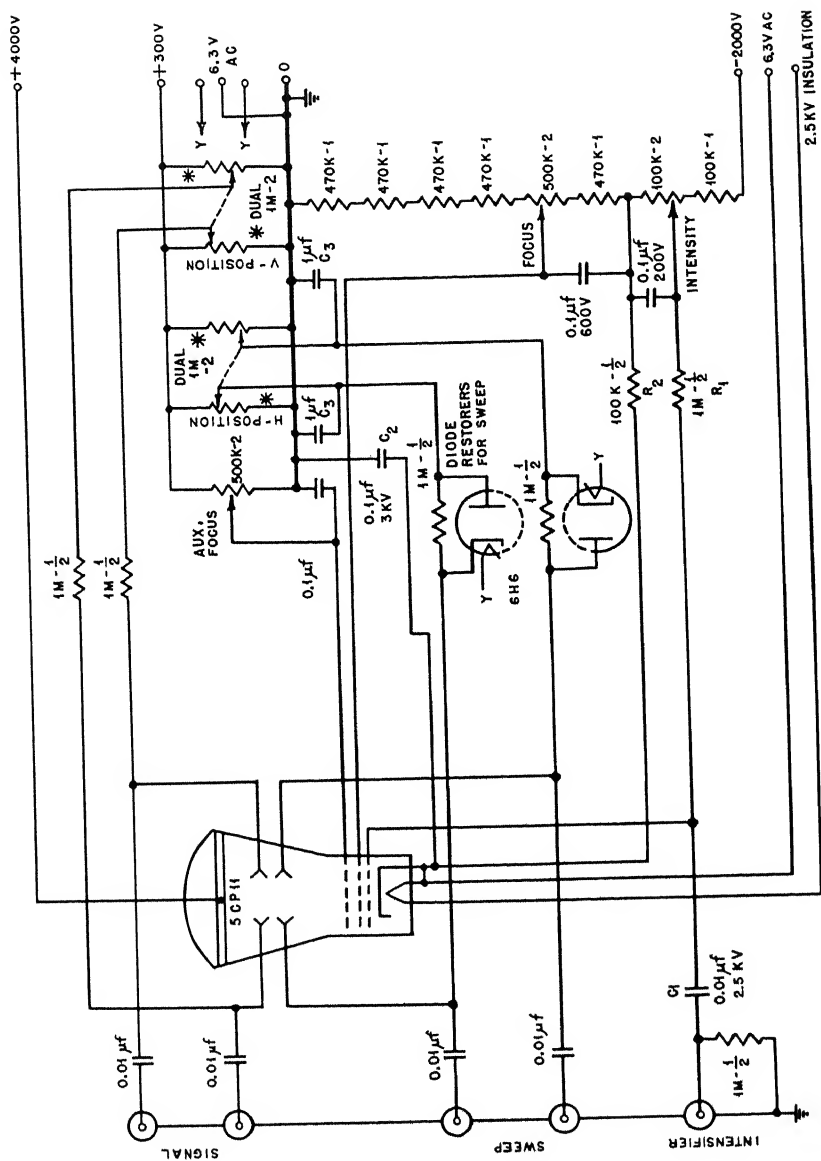 +4000V
+300V
6.3V
AC
0
Y
Y
*
DUAL
1M-2
*
V-POSITION
DUAL
1M
-2
*
*
H-POSITION
500K-2
AUX.
FOCUS
470K-1
470K-1
470K-1
470K-1
500K-2
470K-1
100K-2
100K-1
-2000V
6.3V AC
2.5KV INSULATION
FOCUS
INTENSITY
1µf
C3
1µf
C3
C2
0.1µf
3KV
0.1µf
0.1µf
600V
0.1µf
200V
1M-1/2
1M-1/2
1M-1/2
DIODE
RESTORERS
FOR SWEEP
Y
6H6
1M-1/2
Y
100K-1/2
R2
1M-1/2
R1
5CP11
0.01µf
0.01µf
0.01µf
0.01µf
C1
0.01µf
2.5KV
1M-1/2
SIGNAL
SWEEP
INTENSIFIER